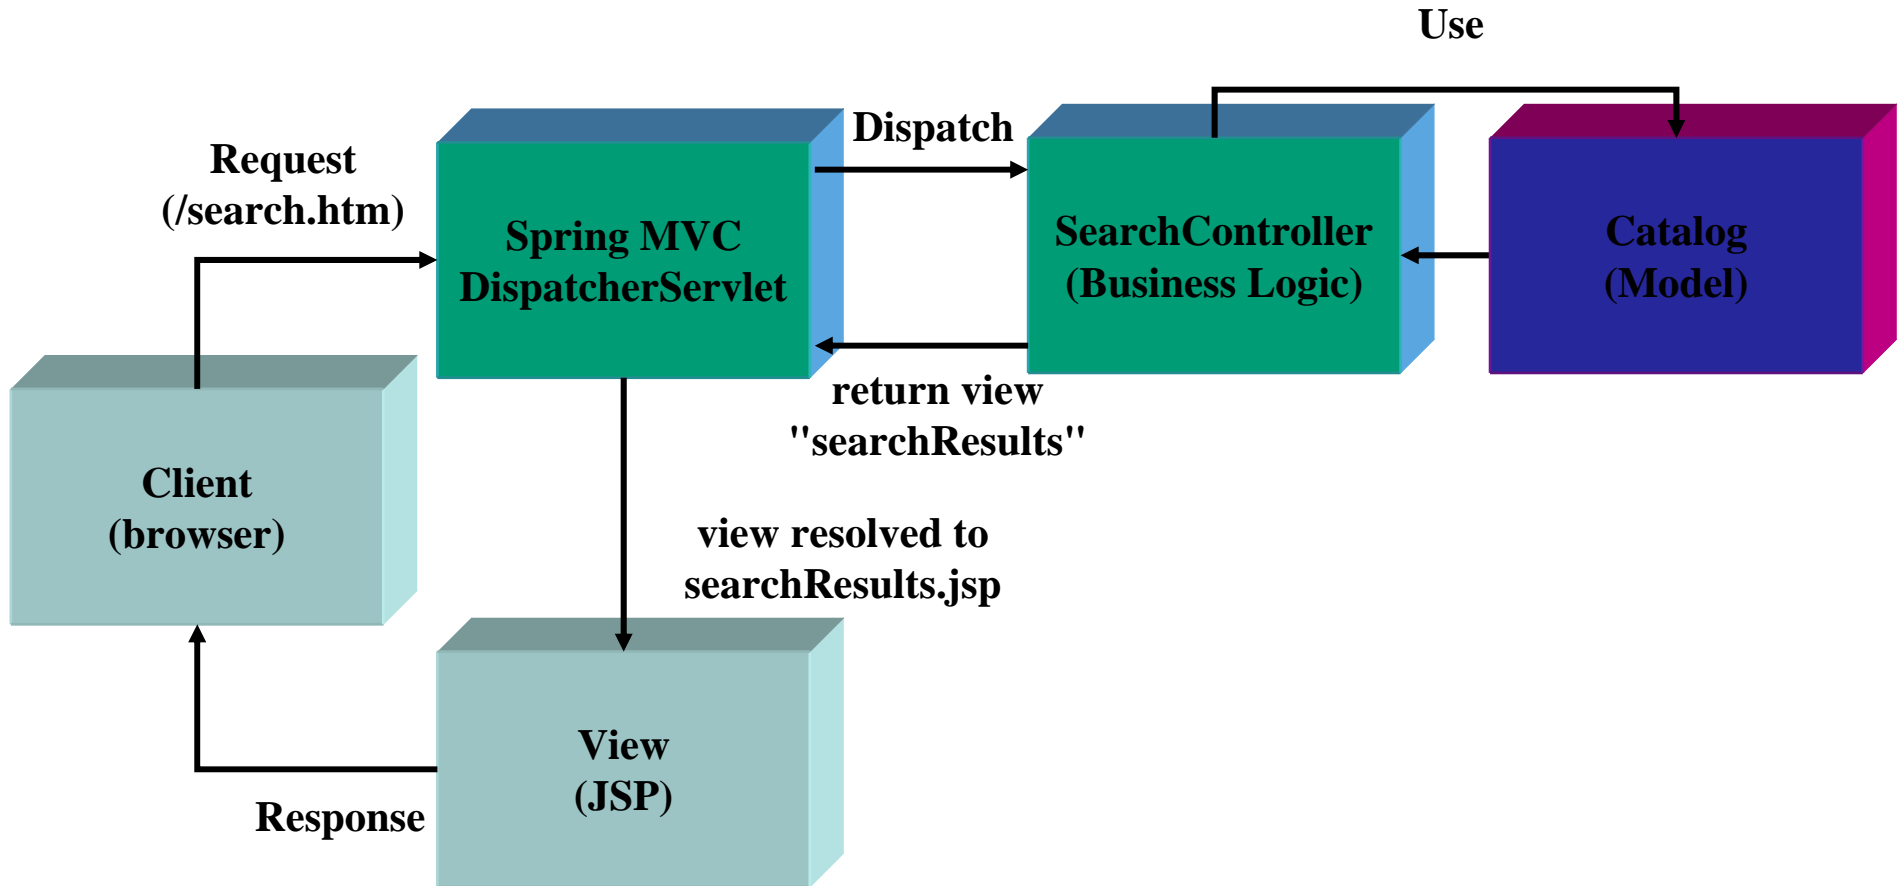 Use
Request
(/search.htm)
Dispatch
Spring MVC
DispatcherServlet
SearchController
(Business Logic)
Catalog
(Model)
return view
"searchResults"
Client
(browser)
view resolved to
searchResults.jsp
View
(JSP)
Response